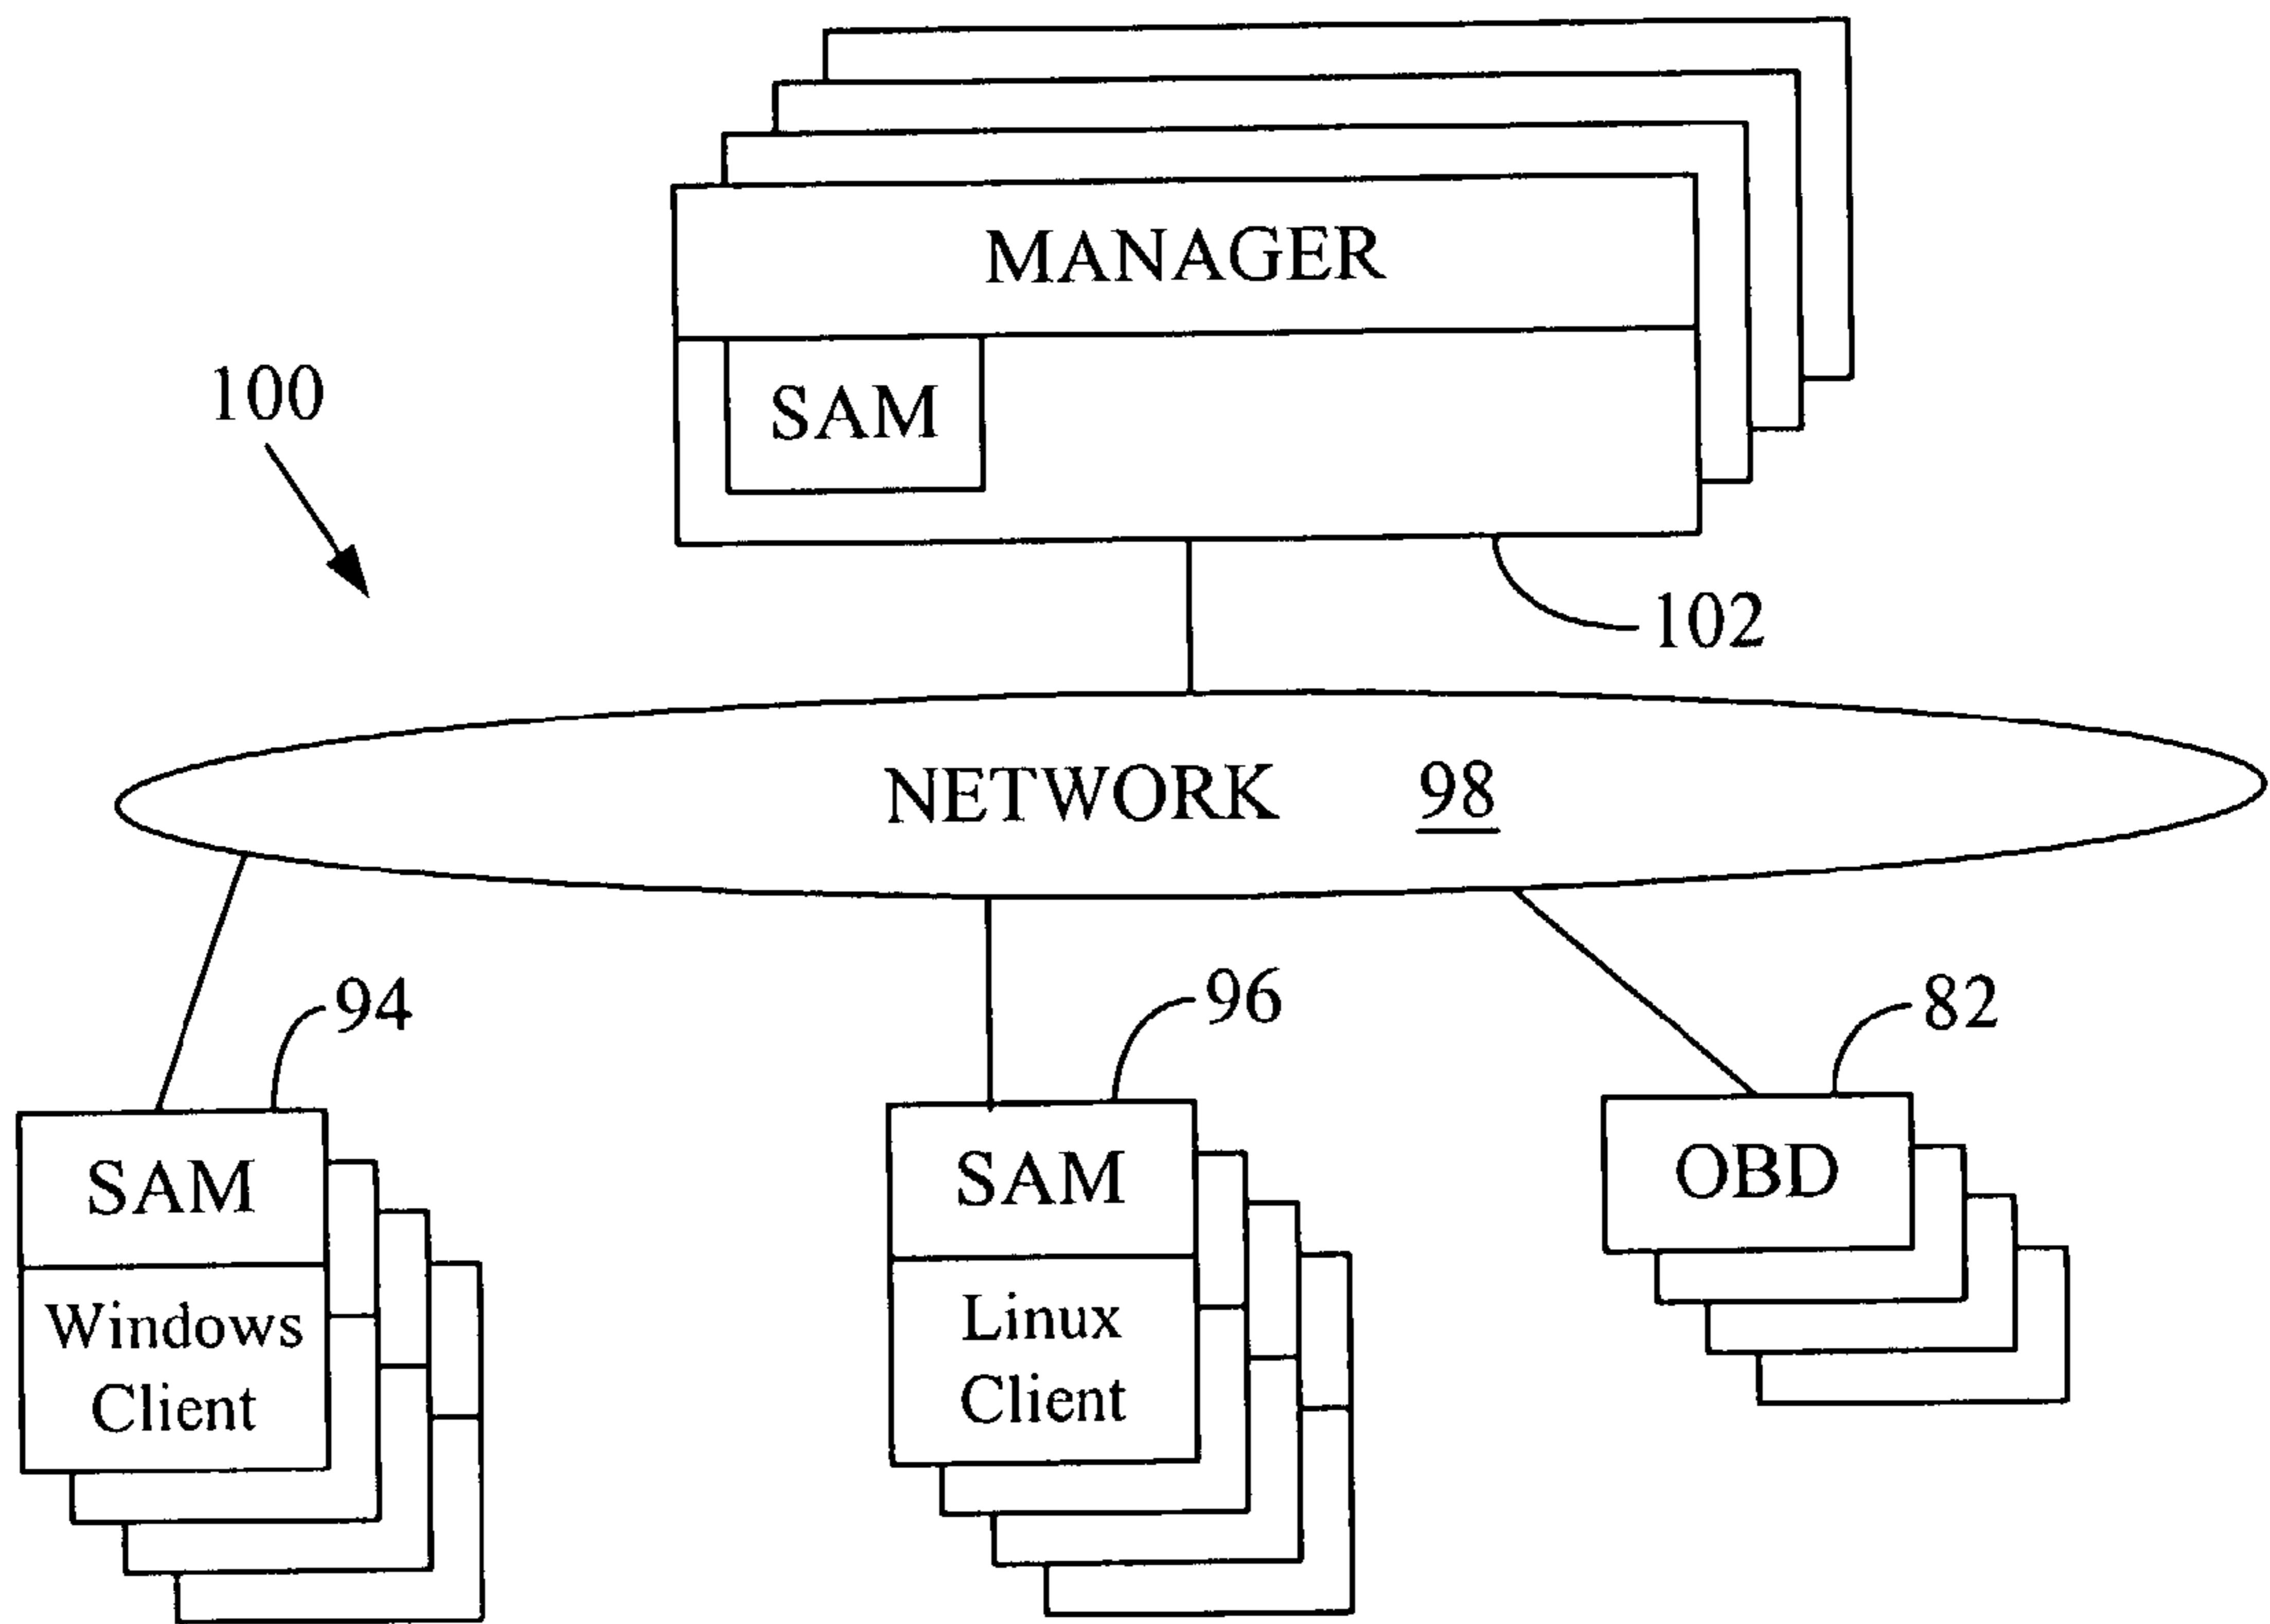 MANAGER
SAM
100
102
NETWORK 98
94
96
82
SAM
Windows
Client
SAM
Linux
Client
OBD